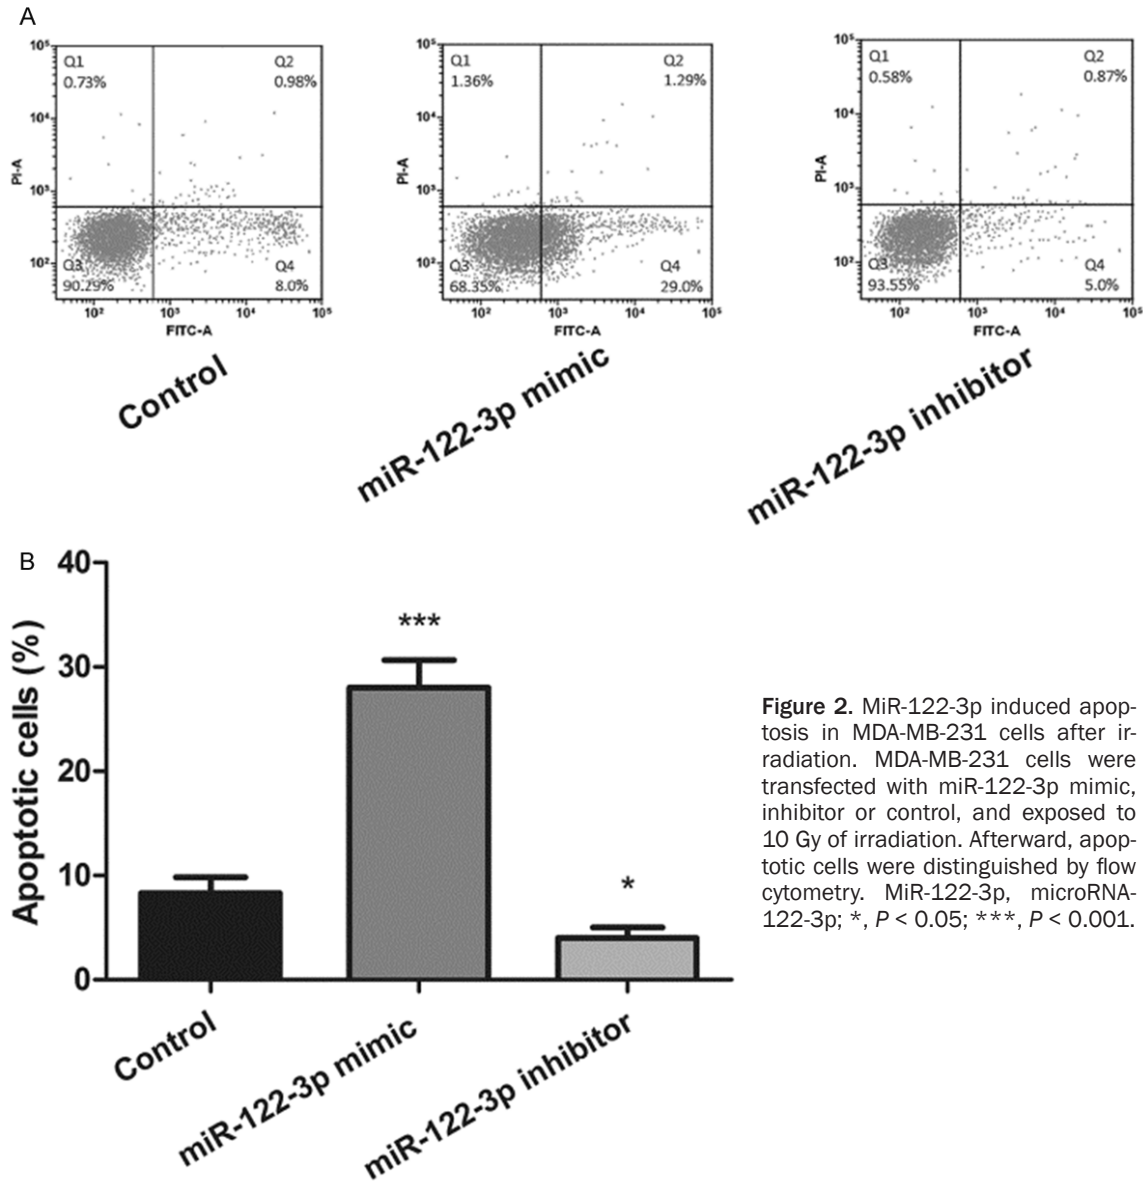 A
10⁵
10⁴
10³
10²
PI-A
Q1
0.73%
Q2
0.98%
Q3
90.29%
Q4
8.0%
10² 10³ 10⁴ 10⁵
FITC-A
Control
10⁵
10⁴
10³
10²
PI-A
Q1
1.36%
Q2
1.29%
Q3
68.35%
Q4
29.0%
10² 10³ 10⁴ 10⁵
FITC-A
miR-122-3p mimic
10⁵
10⁴
10³
10²
PI-A
Q1
0.58%
Q2
0.87%
Q3
93.55%
Q4
5.0%
10² 10³ 10⁴ 10⁵
FITC-A
miR-122-3p inhibitor
B
Apoptotic cells (%)
40
30
20
10
0
***
*
Control
miR-122-3p mimic
miR-122-3p inhibitor
Figure 2. MiR-122-3p induced apop-
tosis in MDA-MB-231 cells after ir-
radiation. MDA-MB-231 cells were
transfected with miR-122-3p mimic,
inhibitor or control, and exposed to
10 Gy of irradiation. Afterward, apop-
totic cells were distinguished by flow
cytometry. MiR-122-3p, microRNA-
122-3p; *, P < 0.05; ***, P < 0.001.